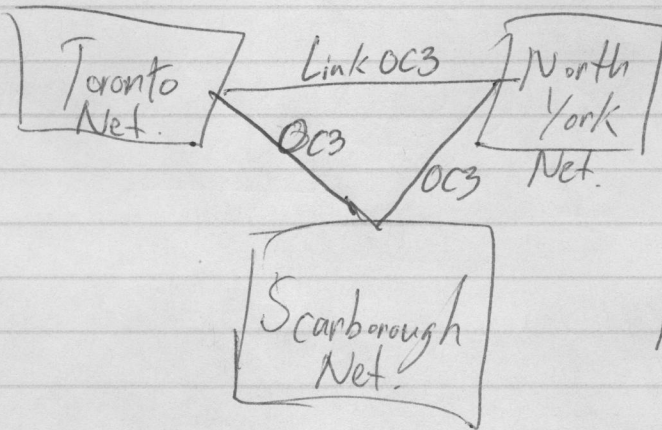 Toronto
Net.
Link OC3
North
York
Net.
OC3
OC3
Scarborough
Net.